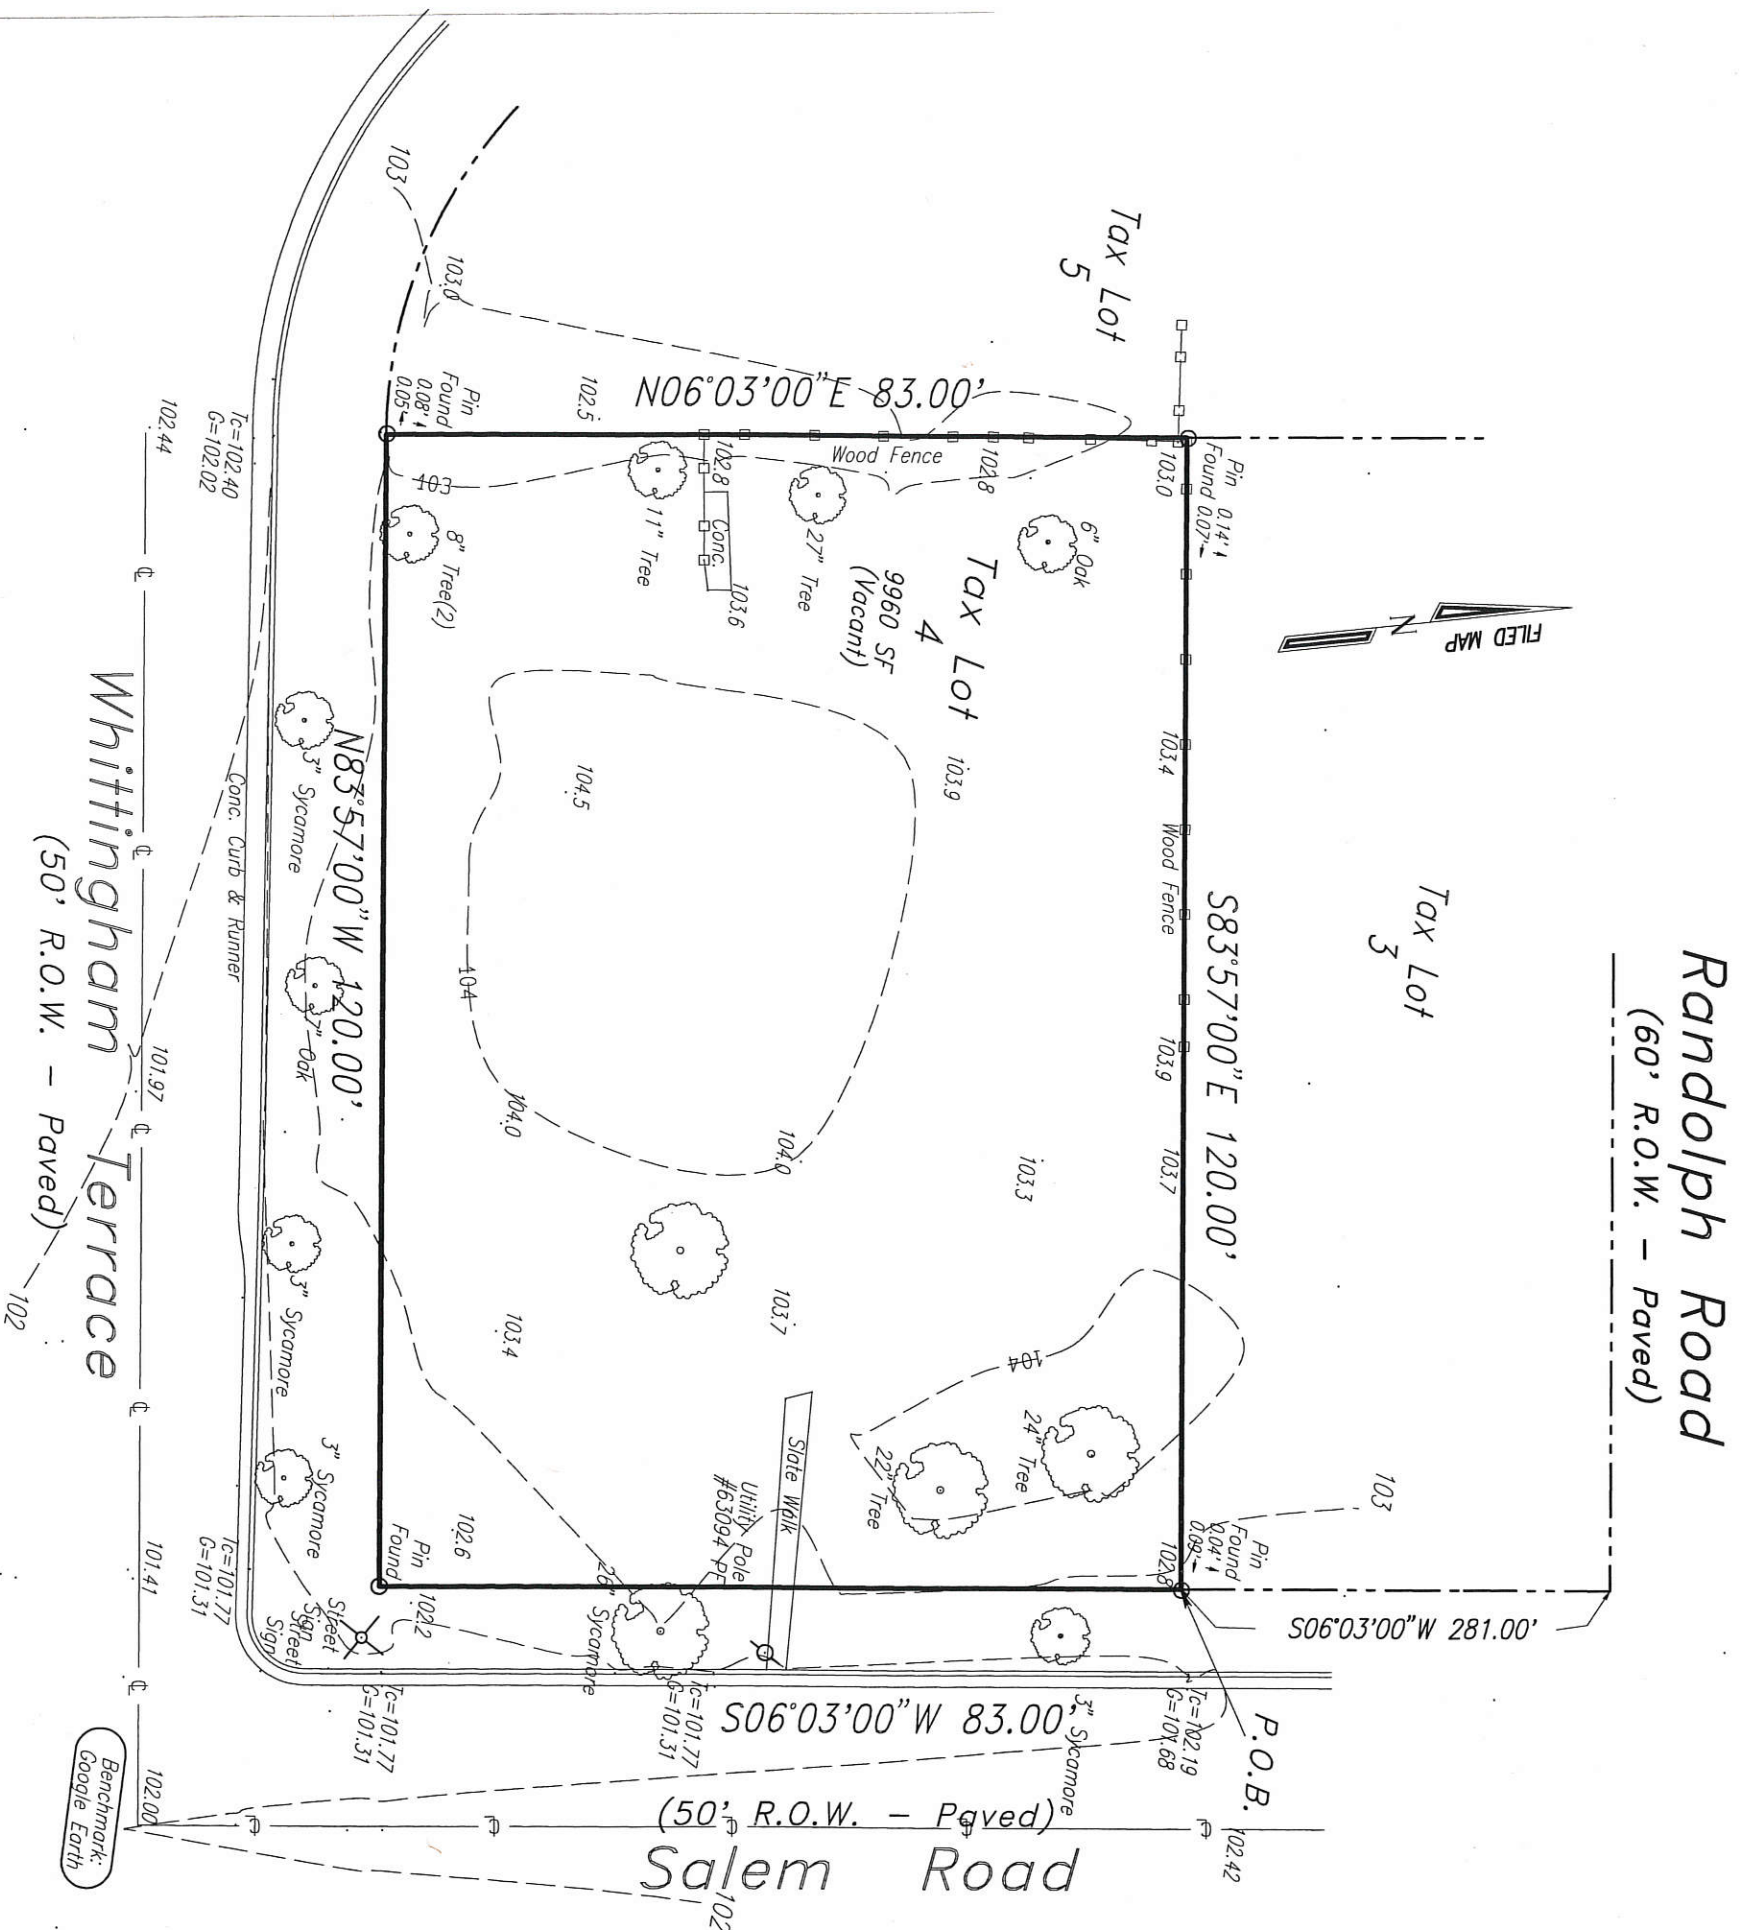 Randolph Road
(60' R.O.W. - Paved)
S06°03'00"W 281.00'
FILED MAP
N
Tax Lot
3
Tax Lot
5
103
103.0
N06°03'00"E 83.00'
102.5
Pin
Found
0.08'
0.05'
Pin
Found
0.14'
0.07'
103.0
102.8
Wood Fence
102.8
103
8" Tree(2)
11" Tree
Conc.
103.6
27" Tree
6" Oak
Tax Lot
4
9960 SF
(Vacant)
103.4
Wood Fence
S83°57'00"E 120.00'
103.9
103.7
103.9
104.5
104
104.0
104.0
103.3
103.7
103.4
104
24" Tree
22" Tree
Slate Walk
Utility Pole
#63094 PF
103
Pin
Found
0.04'
0.09'
102.8
P.O.B.
N83°57'00"W 120.00'
3" Sycamore
7" Oak
3" Sycamore
3" Sycamore
26" Sycamore
3" Sycamore
102.6
Pin
Found
102.2
Street
Sign
Street
Sign
Tc=102.40
G=102.02
Conc. Curb & Runner
Tc=101.77
G=101.31
Tc=101.77
G=101.31
Tc=101.77
G=101.31
Tc=102.19
G=101.68
S06°03'00"W 83.00'
102.44
101.97
101.41
102.00
102.42
Whittingham Terrace
(50' R.O.W. - Paved)
102
Benchmark:
Google Earth
(50' R.O.W. - Paved)
Salem Road
102